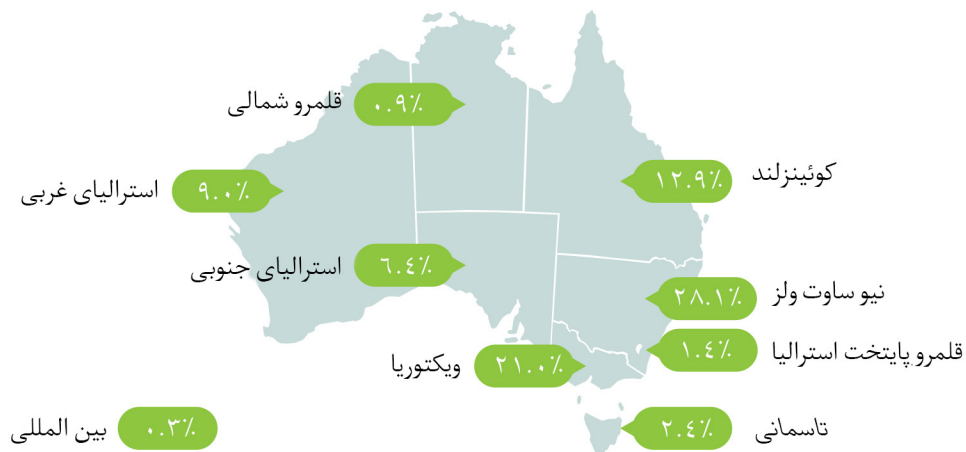 قلمرو شمالی ٠.٩٪
کوئینزلند ١٢.٩٪
استرالیای غربی ٩.٠٪
استرالیای جنوبی ٦.٤٪
نیو ساوت ولز ٢٨.١٪
قلمرو پایتخت استرالیا ١.٤٪
ویکتوریا ٢١.٠٪
تاسمانی ٢.٤٪
بین المللی ٠.٣٪